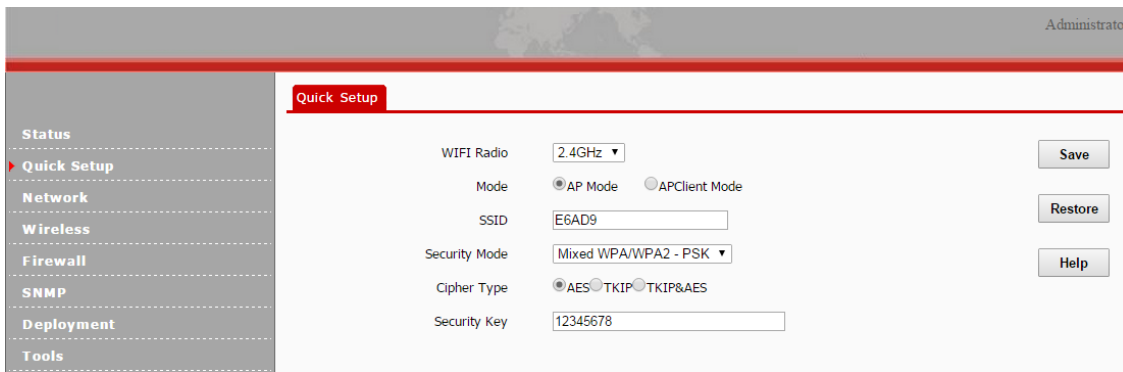 Administrato
Quick Setup
Status
Quick Setup
Network
Wireless
Firewall
SNMP
Deployment
Tools
WIFI Radio 2.4GHz
Mode AP Mode APClient Mode
SSID E6AD9
Security Mode Mixed WPA/WPA2 - PSK
Cipher Type AES TKIP TKIP&AES
Security Key 12345678
Save
Restore
Help